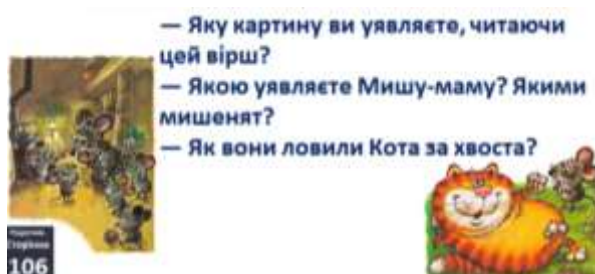 — Яку картину ви уявляєте, читаючи
цей вірш?
— Якою уявляєте Мишу-маму? Якими
мишенят?
— Як вони ловили Кота за хвоста?
Сторінка
106